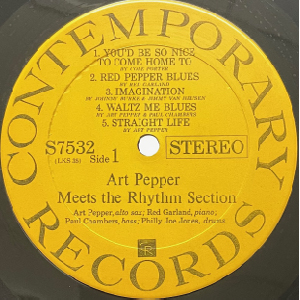 CONTEMPORARY
1. YOU'D BE SO NICE
TO COME HOME TO
BY COLE PORTER
2. RED PEPPER BLUES
BY RED GARLAND
3. IMAGINATION
BY JOHNNY BURKE & JIMMY VAN HEUSEN
4. WALTZ ME BLUES
BY ART PEPPER & PAUL CHAMBERS
5. STRAIGHT LIFE
BY ART PEPPER
S7532
Side 1
STEREO
Art Pepper
Meets the Rhythm Section
Art Pepper, alto sax; Red Garland, piano;
Paul Chambers, bass; Philly Joe Jones, drums.
RECORDS